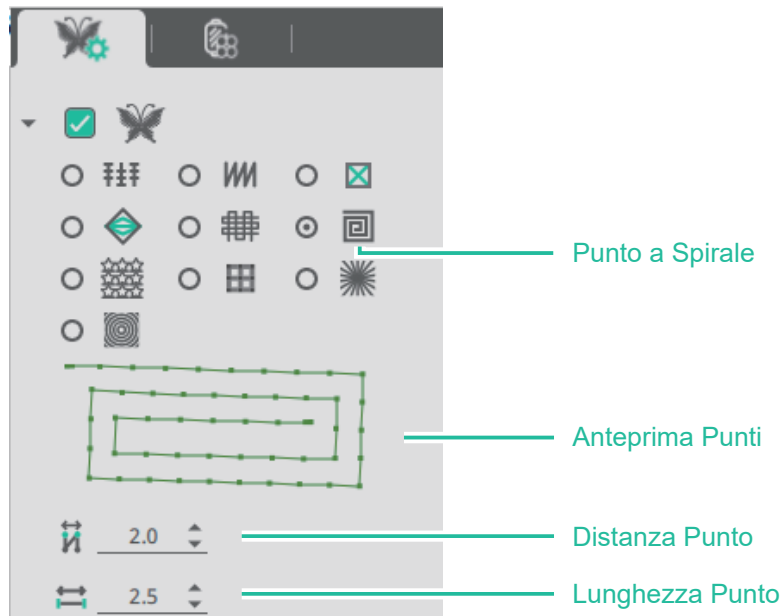 Punto a Spirale
Anteprima Punti
2.0
Distanza Punto
2.5
Lunghezza Punto